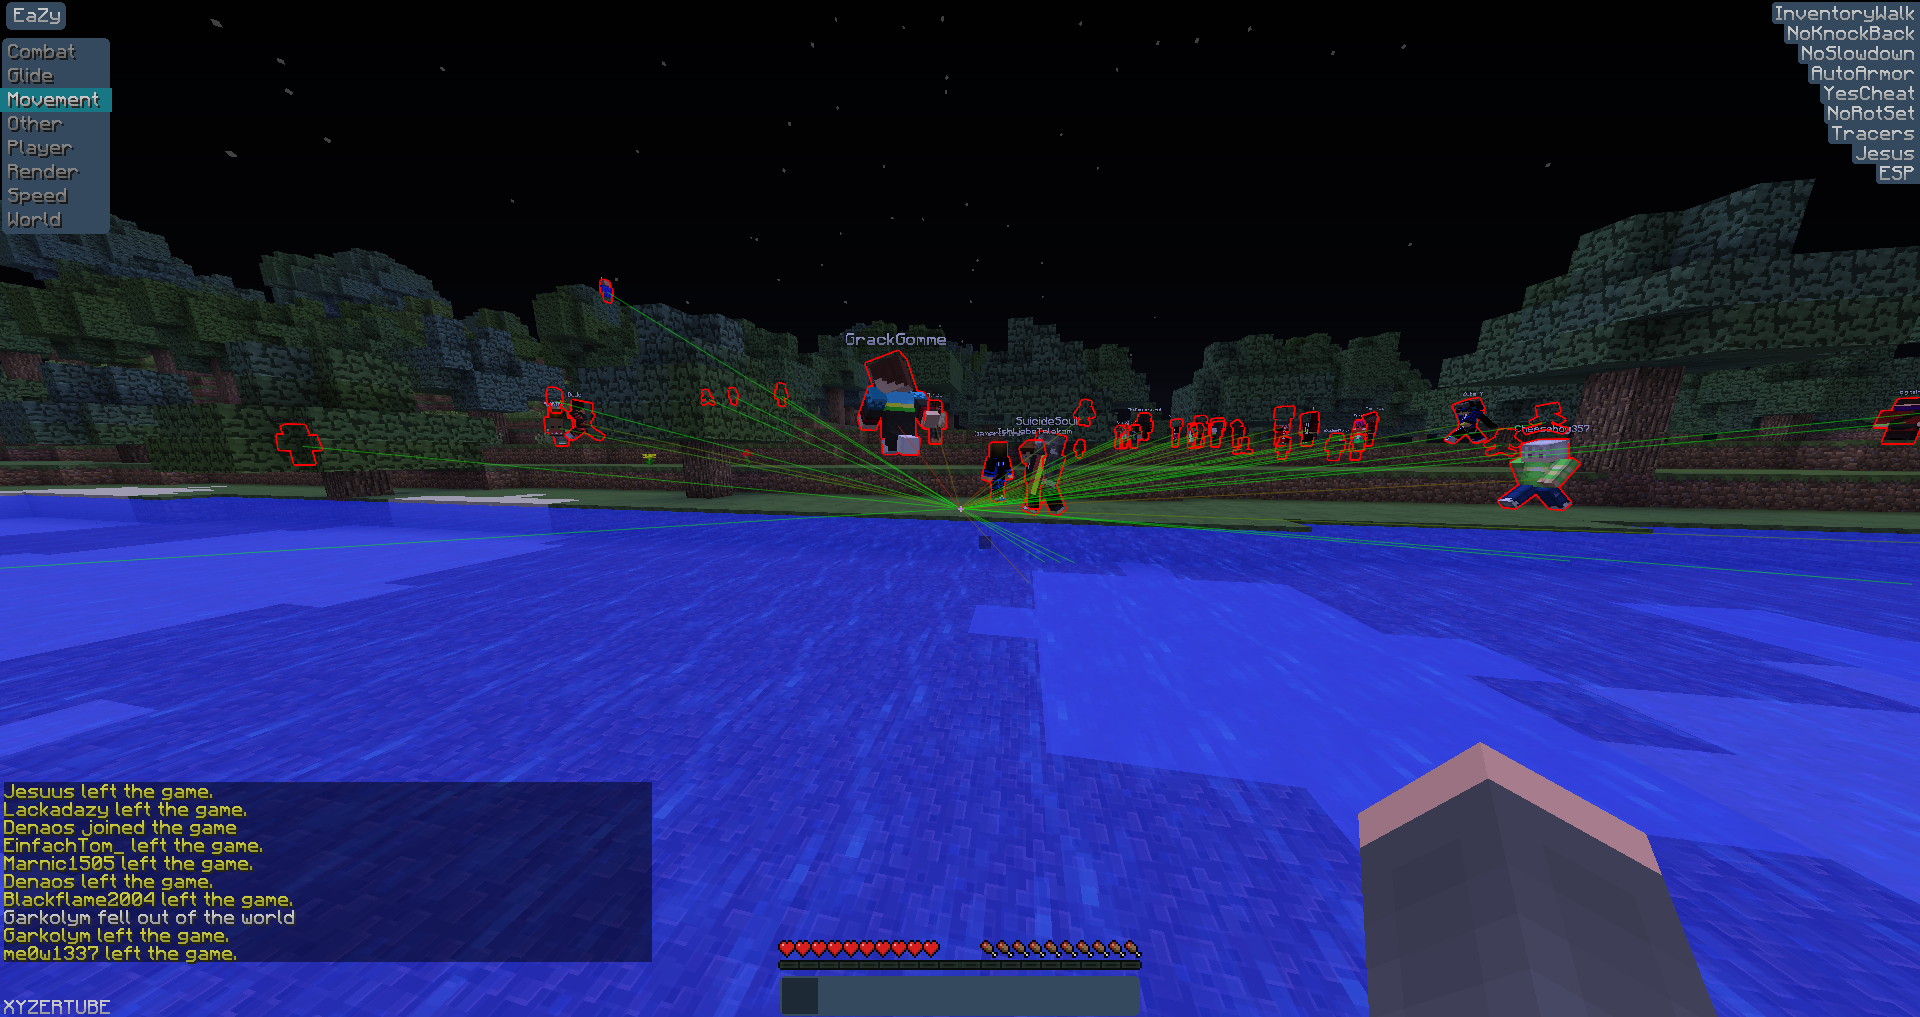 EaZy
Combat
Glide
Movement
Other
Player
Render
Speed
World
InventoryWalk
NoKnockBack
NoSlowdown
AutoArmor
YesCheat
NoRotSet
Tracers
Jesus
ESP
GrackGomme
SuicideSoul
IchLiebeTelekom
Cheeseboy357
Jesuus left the game.
Lackadazy left the game.
Denaos joined the game
EinfachTom_ left the game.
Marnic1505 left the game.
Denaos left the game.
Blackflame2004 left the game.
Garkolym fell out of the world
Garkolym left the game.
me0w1337 left the game.
XYZERTUBE